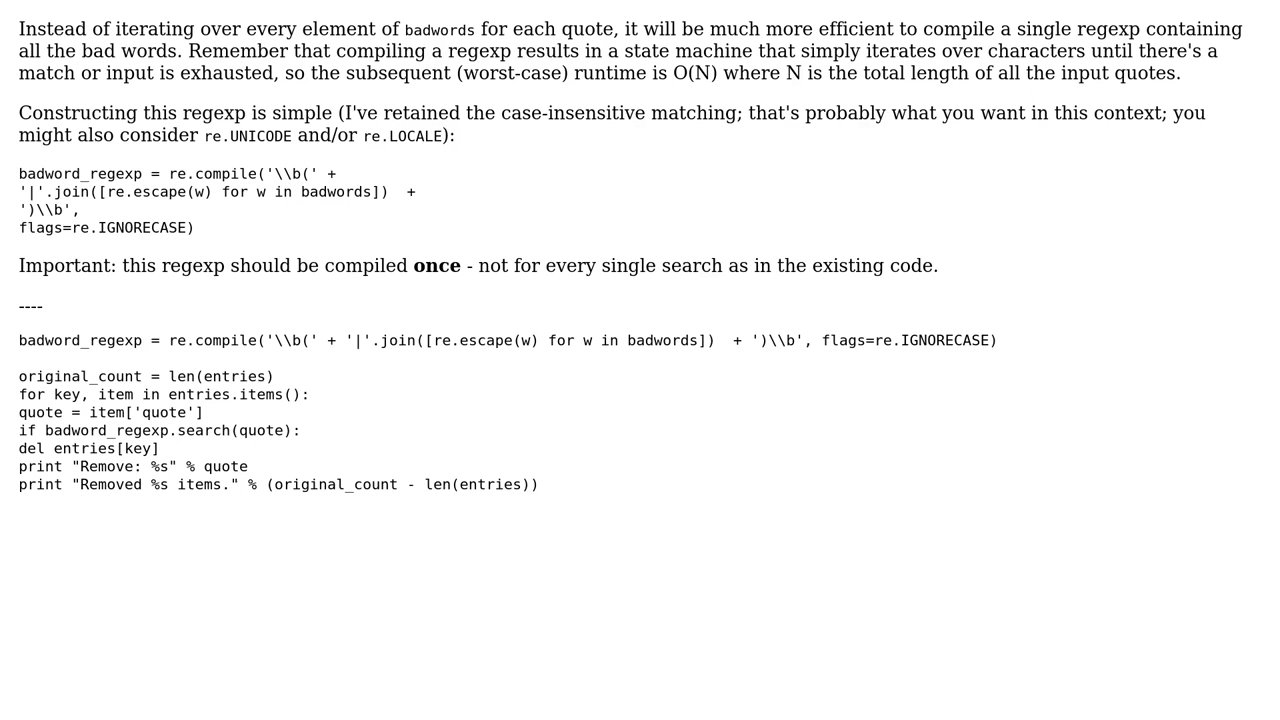 Instead of iterating over every element of badwords for each quote, it will be much more efficient to compile a single regexp containing
all the bad words. Remember that compiling a regexp results in a state machine that simply iterates over characters until there's a
match or input is exhausted, so the subsequent (worst-case) runtime is O(N) where N is the total length of all the input quotes.
Constructing this regexp is simple (I've retained the case-insensitive matching; that's probably what you want in this context; you
might also consider re.UNICODE and/or re.LOCALE):
badword_regexp = re.compile('\\b(' +
'|'.join([re.escape(w) for w in badwords])  +
')\\b',
flags=re.IGNORECASE)
Important: this regexp should be compiled once - not for every single search as in the existing code.
----
badword_regexp = re.compile('\\b(' + '|'.join([re.escape(w) for w in badwords])  + ')\\b', flags=re.IGNORECASE)
original_count = len(entries)
for key, item in entries.items():
quote = item['quote']
if badword_regexp.search(quote):
del entries[key]
print "Remove: %s" % quote
print "Removed %s items." % (original_count - len(entries))